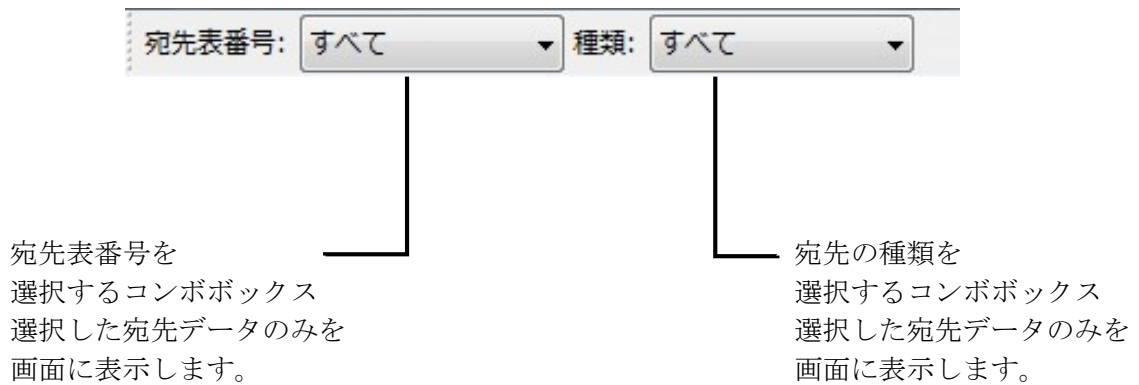 宛先表番号: すべて 種類: すべて
宛先表番号を
選択するコンボボックス
選択した宛先データのみを
画面に表示します。
宛先の種類を
選択するコンボボックス
選択した宛先データのみを
画面に表示します。